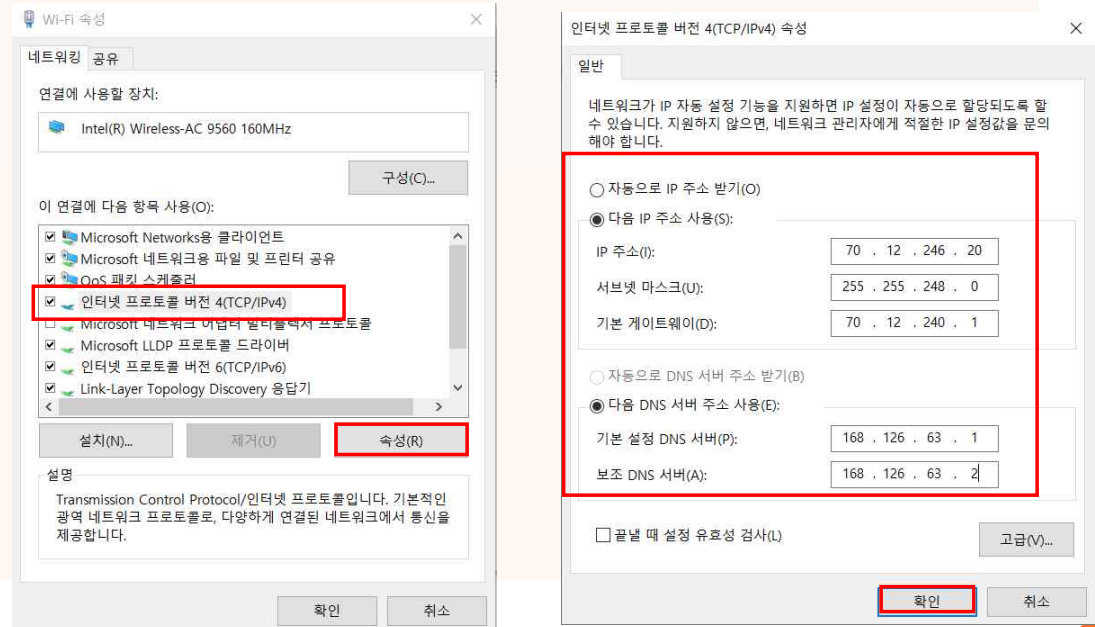 Wi-Fi 속성
네트워킹
공유
연결에 사용할 장치:
Intel(R) Wireless-AC 9560 160MHz
구성(C)...
이 연결에 다음 항목 사용(O):
Microsoft Networks용 클라이언트
Microsoft 네트워크용 파일 및 프린터 공유
QoS 패킷 스케줄러
인터넷 프로토콜 버전 4(TCP/IPv4)
Microsoft 네트워크 어댑터 멀티플렉서 프로토콜
Microsoft LLDP 프로토콜 드라이버
인터넷 프로토콜 버전 6(TCP/IPv6)
Link-Layer Topology Discovery 응답기
설치(N)...
제거(U)
속성(R)
설명
Transmission Control Protocol/인터넷 프로토콜입니다. 기본적인
광역 네트워크 프로토콜로, 다양하게 연결된 네트워크에서 통신을
제공합니다.
확인
취소
인터넷 프로토콜 버전 4(TCP/IPv4) 속성
일반
네트워크가 IP 자동 설정 기능을 지원하면 IP 설정이 자동으로 할당되도록 할
수 있습니다. 지원하지 않으면, 네트워크 관리자에게 적절한 IP 설정값을 문의
해야 합니다.
자동으로 IP 주소 받기(O)
다음 IP 주소 사용(S):
IP 주소(I): 70 . 12 . 246 . 20
서브넷 마스크(U): 255 . 255 . 248 . 0
기본 게이트웨이(D): 70 . 12 . 240 . 1
자동으로 DNS 서버 주소 받기(B)
다음 DNS 서버 주소 사용(E):
기본 설정 DNS 서버(P): 168 . 126 . 63 . 1
보조 DNS 서버(A): 168 . 126 . 63 . 2
끝낼 때 설정 유효성 검사(L)
고급(V)...
확인
취소